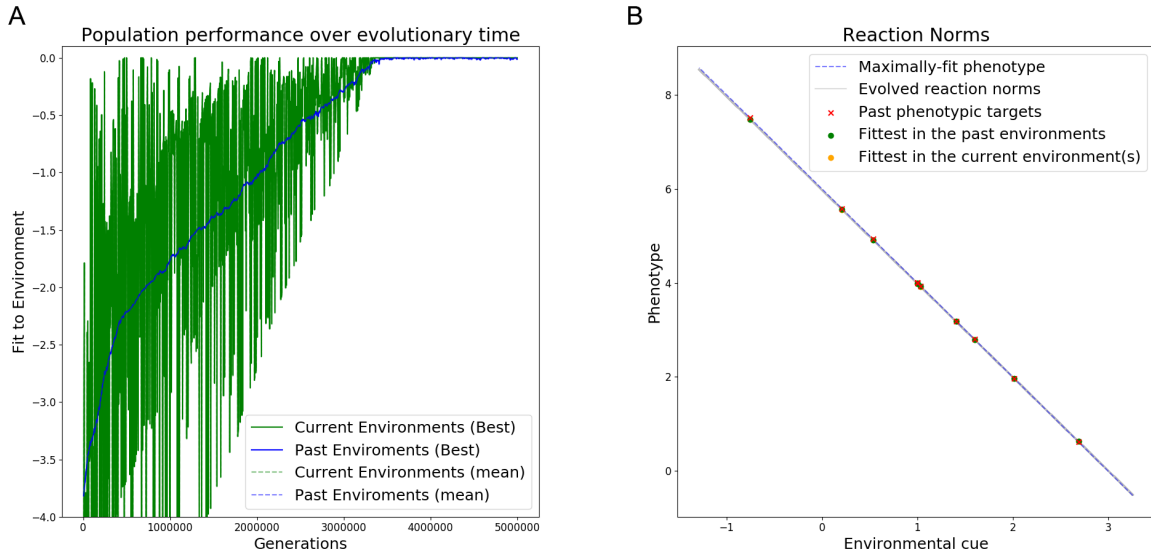 A
Population performance over evolutionary time
0.0
−0.5
−1.0
−1.5
−2.0
−2.5
−3.0
−3.5
−4.0
Fit to Environment
Current Environments (Best)
Past Enviroments (Best)
Current Environments (mean)
Past Enviroments (mean)
0
1000000
2000000
3000000
4000000
5000000
Generations
B
Reaction Norms
8
6
4
2
0
Phenotype
Maximally-fit phenotype
Evolved reaction norms
Past phenotypic targets
Fittest in the past environments
Fittest in the current environment(s)
−1
0
1
2
3
Environmental cue